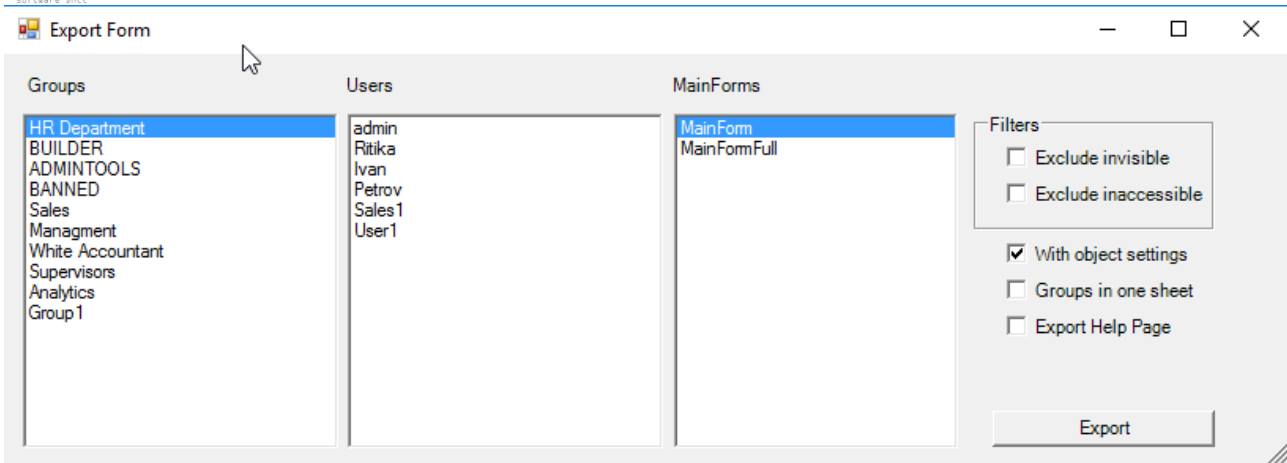 Export Form
Groups
Users
MainForms
HR Department
BUILDER
ADMINTOOLS
BANNED
Sales
Managment
White Accountant
Supervisors
Analytics
Group1
admin
Ritika
Ivan
Petrov
Sales1
User1
MainForm
MainFormFull
Filters
Exclude invisible
Exclude inaccessible
With object settings
Groups in one sheet
Export Help Page
Export